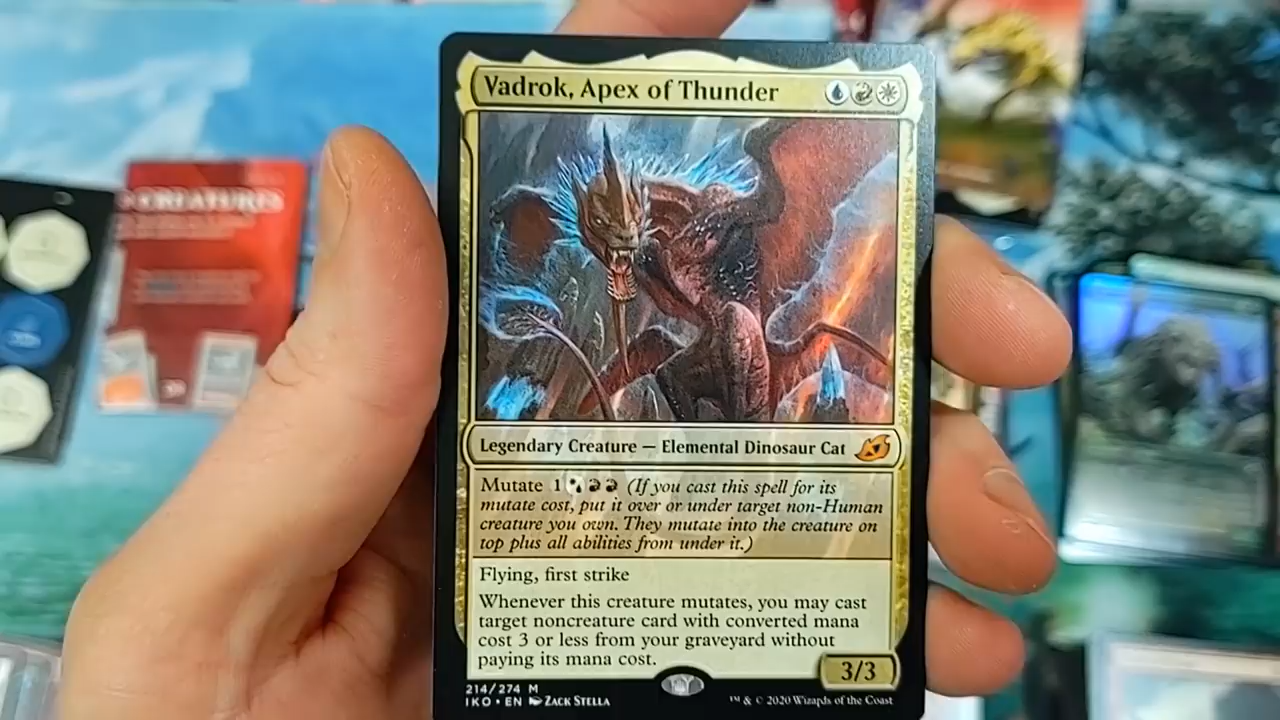 Vadrok, Apex of Thunder
CREATURES
Legendary Creature — Elemental Dinosaur Cat
Mutate 1 (If you cast this spell for its
mutate cost, put it over or under target non-Human
creature you own. They mutate into the creature on
top plus all abilities from under it.)
Flying, first strike
Whenever this creature mutates, you may cast
target noncreature card with converted mana
cost 3 or less from your graveyard without
paying its mana cost.
3/3
214/274 M
IKO • EN ZACK STELLA
™ & © 2020 Wizards of the Coast